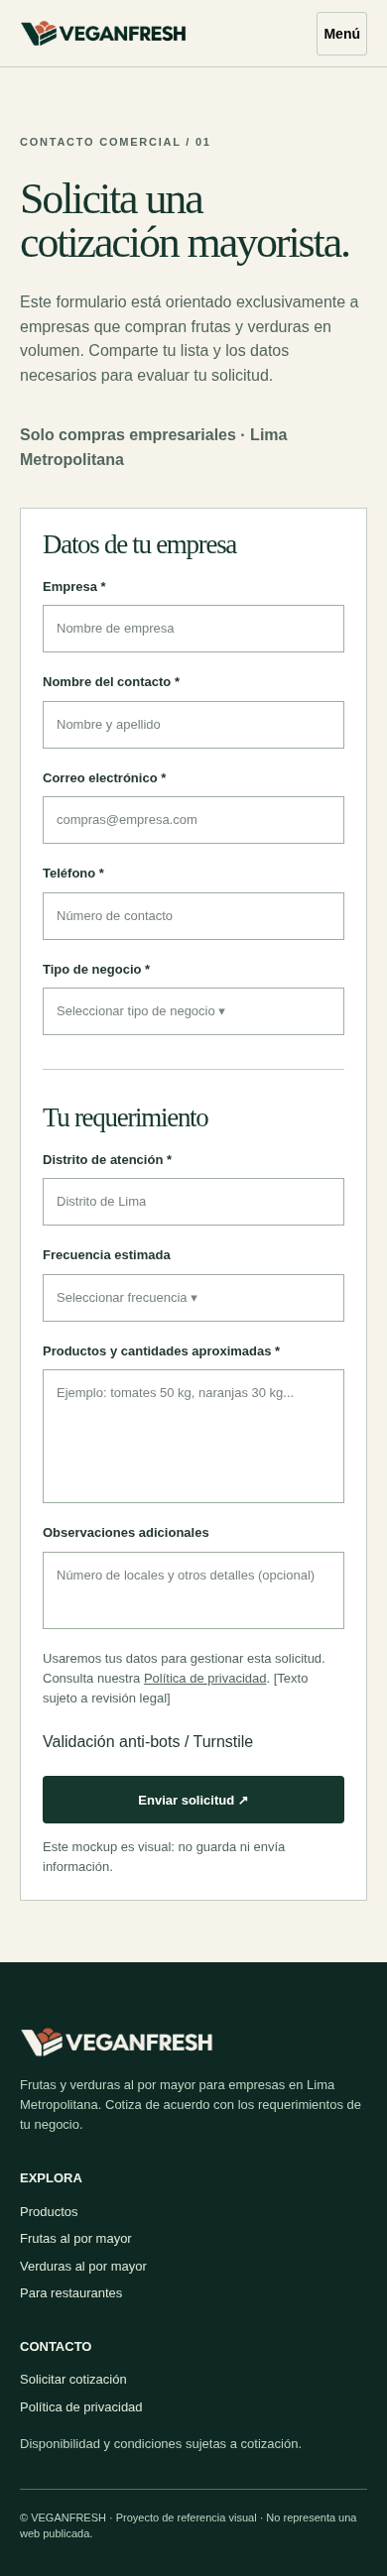 VEGANFRESH
Menú
CONTACTO COMERCIAL / 01
Solicita una
cotización mayorista.
Este formulario está orientado exclusivamente a
empresas que compran frutas y verduras en
volumen. Comparte tu lista y los datos
necesarios para evaluar tu solicitud.
Solo compras empresariales · Lima
Metropolitana
Datos de tu empresa
Empresa *
Nombre de empresa
Nombre del contacto *
Nombre y apellido
Correo electrónico *
compras@empresa.com
Teléfono *
Número de contacto
Tipo de negocio *
Seleccionar tipo de negocio ▾
Tu requerimiento
Distrito de atención *
Distrito de Lima
Frecuencia estimada
Seleccionar frecuencia ▾
Productos y cantidades aproximadas *
Ejemplo: tomates 50 kg, naranjas 30 kg...
Observaciones adicionales
Número de locales y otros detalles (opcional)
Usaremos tus datos para gestionar esta solicitud.
Consulta nuestra Política de privacidad. [Texto
sujeto a revisión legal]
Validación anti-bots / Turnstile
Enviar solicitud ↗
Este mockup es visual: no guarda ni envía
información.
VEGANFRESH
Frutas y verduras al por mayor para empresas en Lima
Metropolitana. Cotiza de acuerdo con los requerimientos de
tu negocio.
EXPLORA
Productos
Frutas al por mayor
Verduras al por mayor
Para restaurantes
CONTACTO
Solicitar cotización
Política de privacidad
Disponibilidad y condiciones sujetas a cotización.
© VEGANFRESH · Proyecto de referencia visual · No representa una
web publicada.